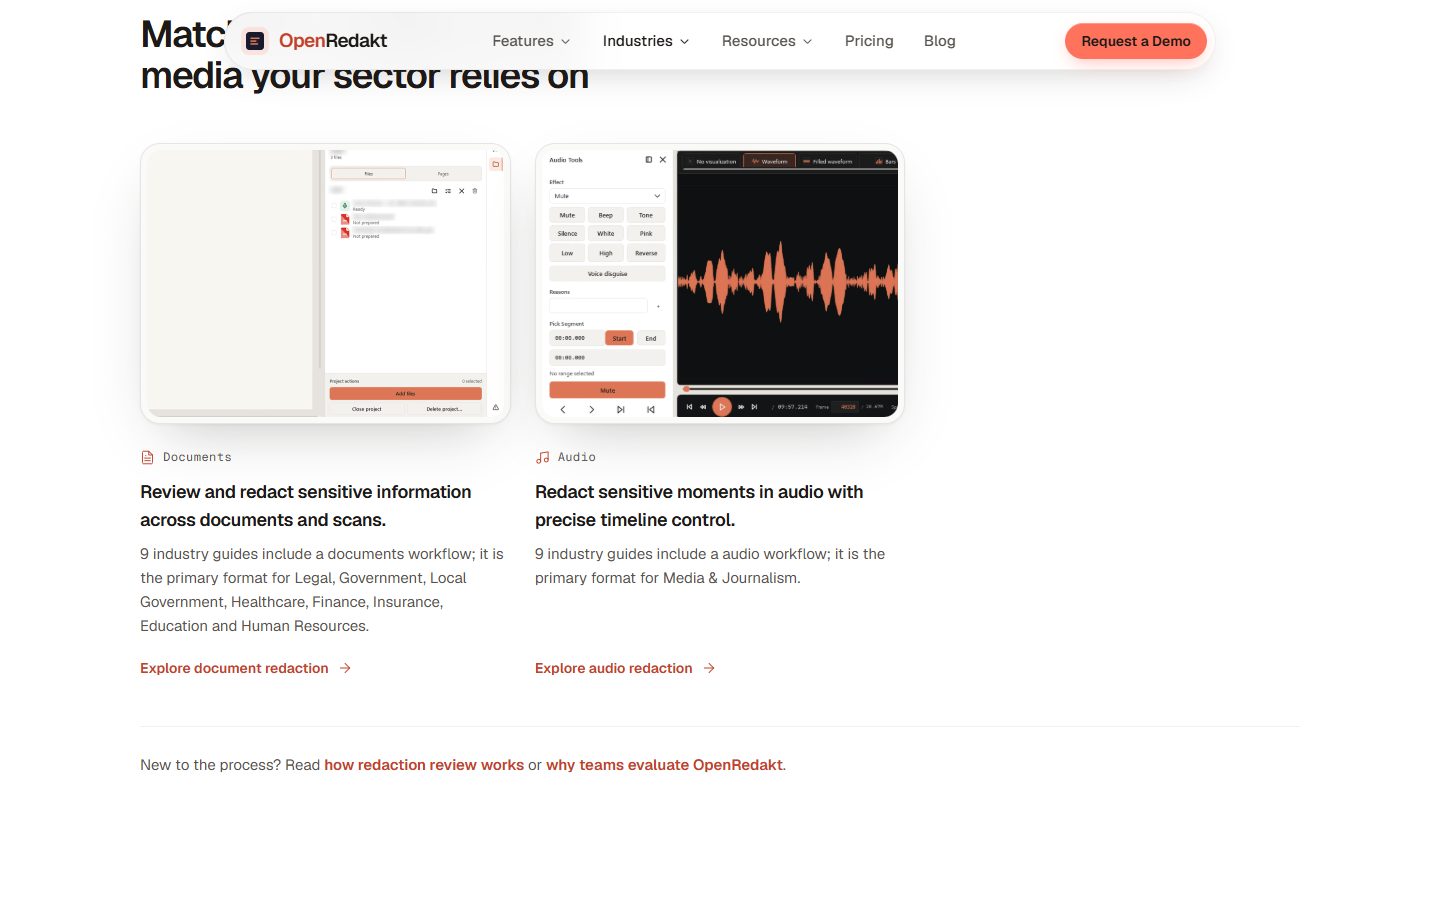 Matc
media your sector relies on
OpenRedakt
Features
Industries
Resources
Pricing
Blog
Request a Demo
3 files
Files
Pages
Ready
Not prepared
Not prepared
Project actions
0 selected
Add files
Close project
Delete project...
Audio Tools
Effect
Mute
Mute
Beep
Tone
Silence
White
Pink
Low
High
Reverse
Voice disguise
Reasons
+
Pick Segment
00:00.000
Start
End
00:00.000
No range selected
Mute
No visualization
Waveform
Filled waveform
Bars
/ 09:57.214
Frame
Documents
Review and redact sensitive information
across documents and scans.
9 industry guides include a documents workflow; it is
the primary format for Legal, Government, Local
Government, Healthcare, Finance, Insurance,
Education and Human Resources.
Explore document redaction
Audio
Redact sensitive moments in audio with
precise timeline control.
9 industry guides include a audio workflow; it is the
primary format for Media & Journalism.
Explore audio redaction
New to the process? Read how redaction review works or why teams evaluate OpenRedakt.